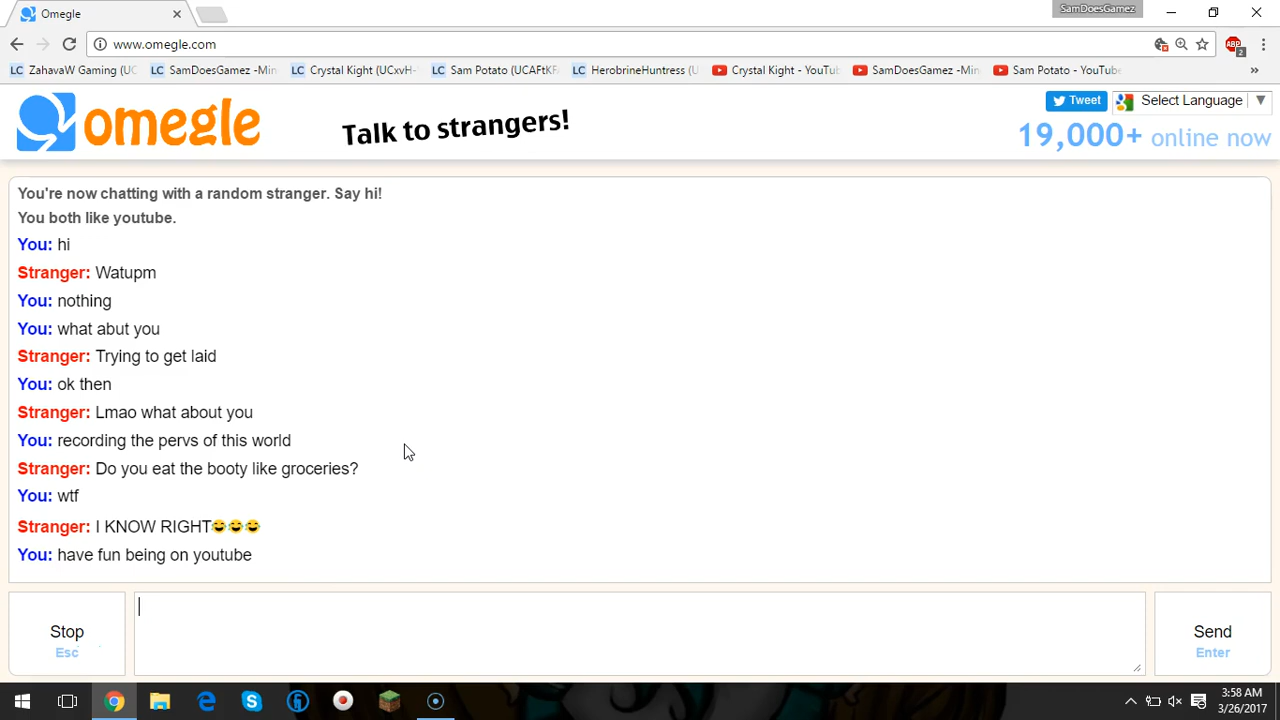 Omegle
SamDoesGamez
www.omegle.com
ABP
2
LC ZahavaW Gaming (UC
LC SamDoesGamez -Min
LC Crystal Kight (UCxvH-
LC Sam Potato (UCAFtKF
LC HerobrineHuntress (U
Crystal Kight - YouTu
SamDoesGamez -Min
Sam Potato - YouTube
omegle
Talk to strangers!
Tweet
Select Language ▼
19,000+ online now
You're now chatting with a random stranger. Say hi!
You both like youtube.
You: hi
Stranger: Watupm
You: nothing
You: what abut you
Stranger: Trying to get laid
You: ok then
Stranger: Lmao what about you
You: recording the pervs of this world
Stranger: Do you eat the booty like groceries?
You: wtf
Stranger: I KNOW RIGHT😂😂😂
You: have fun being on youtube
Stop
Esc
Send
Enter
3:58 AM
3/26/2017